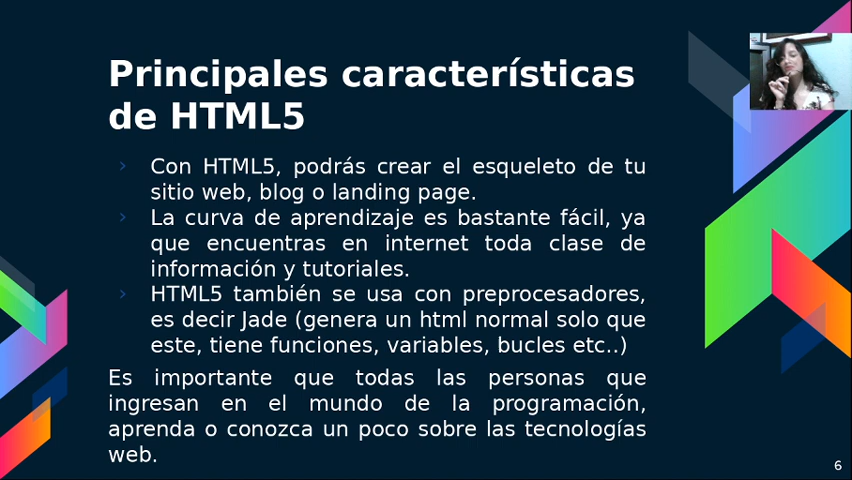 Principales características
de HTML5
Con HTML5, podrás crear el esqueleto de tu
sitio web, blog o landing page.
La curva de aprendizaje es bastante fácil, ya
que encuentras en internet toda clase de
información y tutoriales.
HTML5 también se usa con preprocesadores,
es decir Jade (genera un html normal solo que
este, tiene funciones, variables, bucles etc..)
Es importante que todas las personas que
ingresan en el mundo de la programación,
aprenda o conozca un poco sobre las tecnologías
web.
6